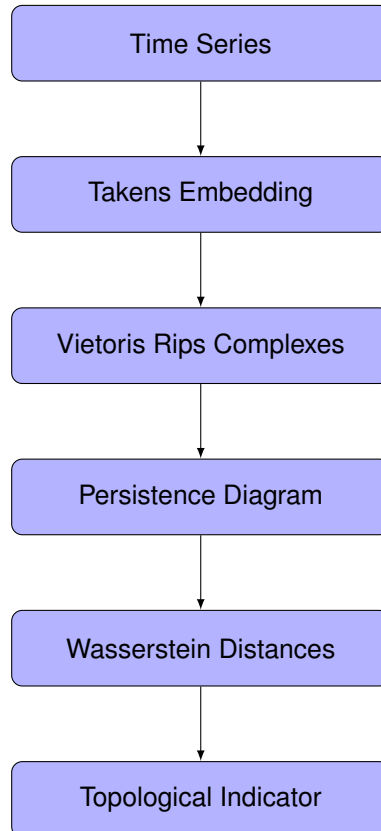 Time Series
Takens Embedding
Vietoris Rips Complexes
Persistence Diagram
Wasserstein Distances
Topological Indicator